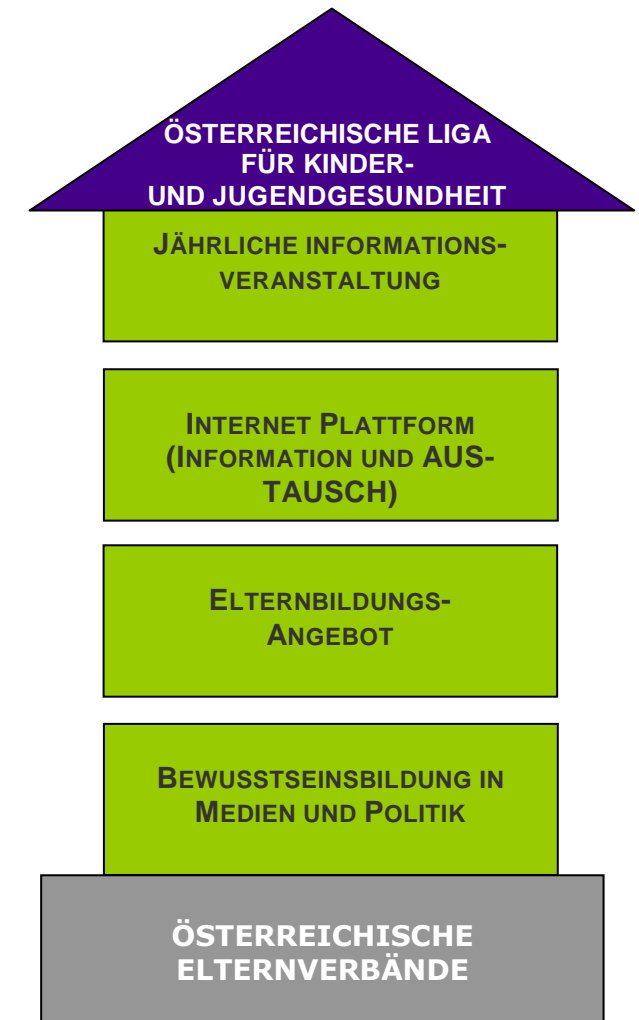 ÖSTERREICHISCHE LIGA
FÜR KINDER-
UND JUGENDGESUNDHEIT
JÄHRLICHE INFORMATIONS-
VERANSTALTUNG
INTERNET PLATTFORM
(INFORMATION UND AUS-
TAUSCH)
ELTERNBILDUNGS-
ANGEBOT
BEWUSSTSEINSBILDUNG IN
MEDIEN UND POLITIK
ÖSTERREICHISCHE
ELTERNVERBÄNDE